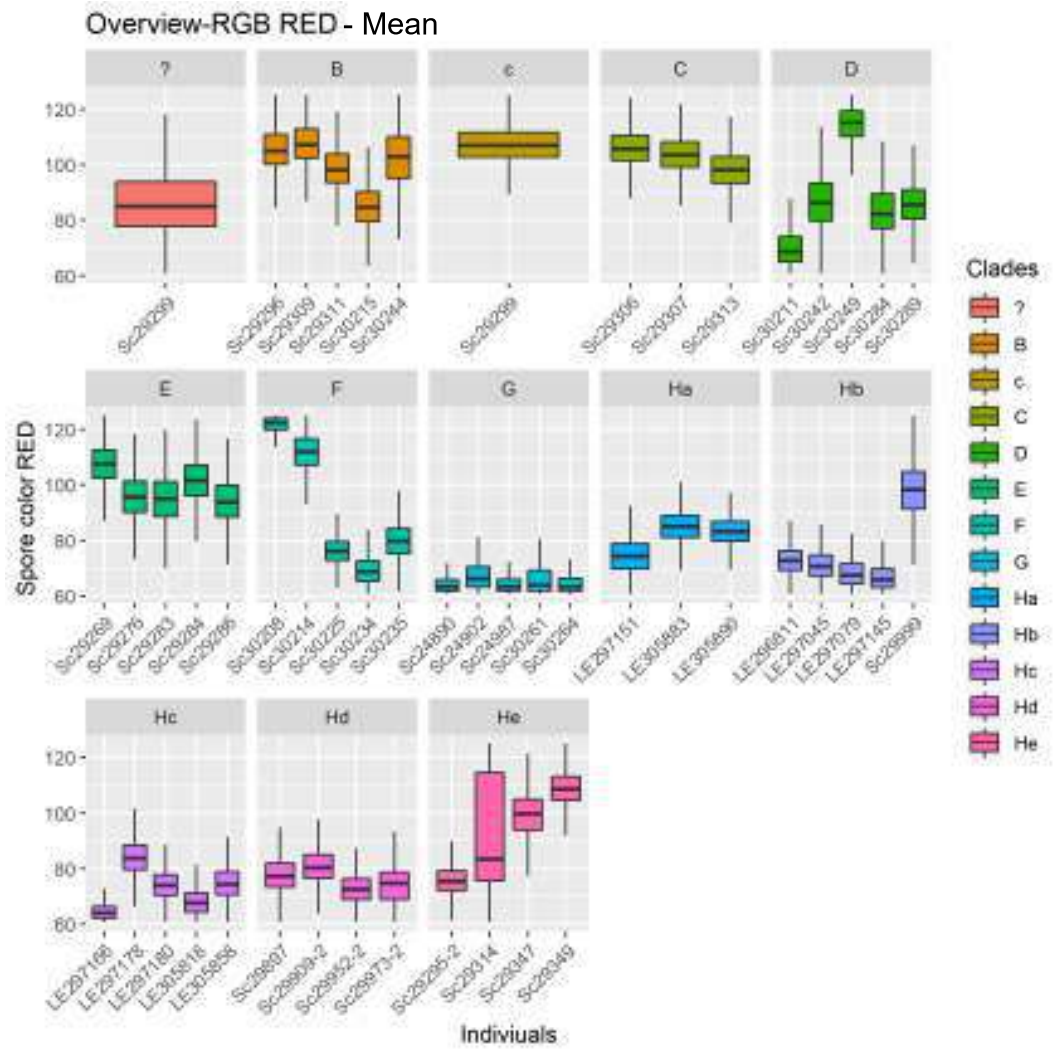 Overview-RGB RED - Mean
? B c C D
120
100
80
60
Sc29299 Sc29296 Sc29309 Sc29311 Sc30215 Sc30244 Sc29299 Sc29306 Sc29307 Sc29313 Sc30211 Sc30242 Sc30249 Sc30284 Sc30289
E F G Ha Hb
120
100
80
60
Sc29269 Sc29276 Sc29283 Sc29284 Sc29286 Sc30208 Sc30214 Sc30225 Sc30234 Sc30235 Sc24890 Sc24902 Sc24987 Sc30261 Sc30264 LE297151 LE305883 LE305890 LE296811 LE297045 LE297079 LE297145 Sc29999
Hc Hd He
120
100
80
60
LE297166 LE297178 LE297180 LE305818 LE305858 Sc29897 Sc29909-2 Sc29952-2 Sc29973-2 Sc29295-2 Sc29314 Sc29347 Sc29349
Spore color RED
Indiviuals
Clades
?
B
c
C
D
E
F
G
Ha
Hb
Hc
Hd
He